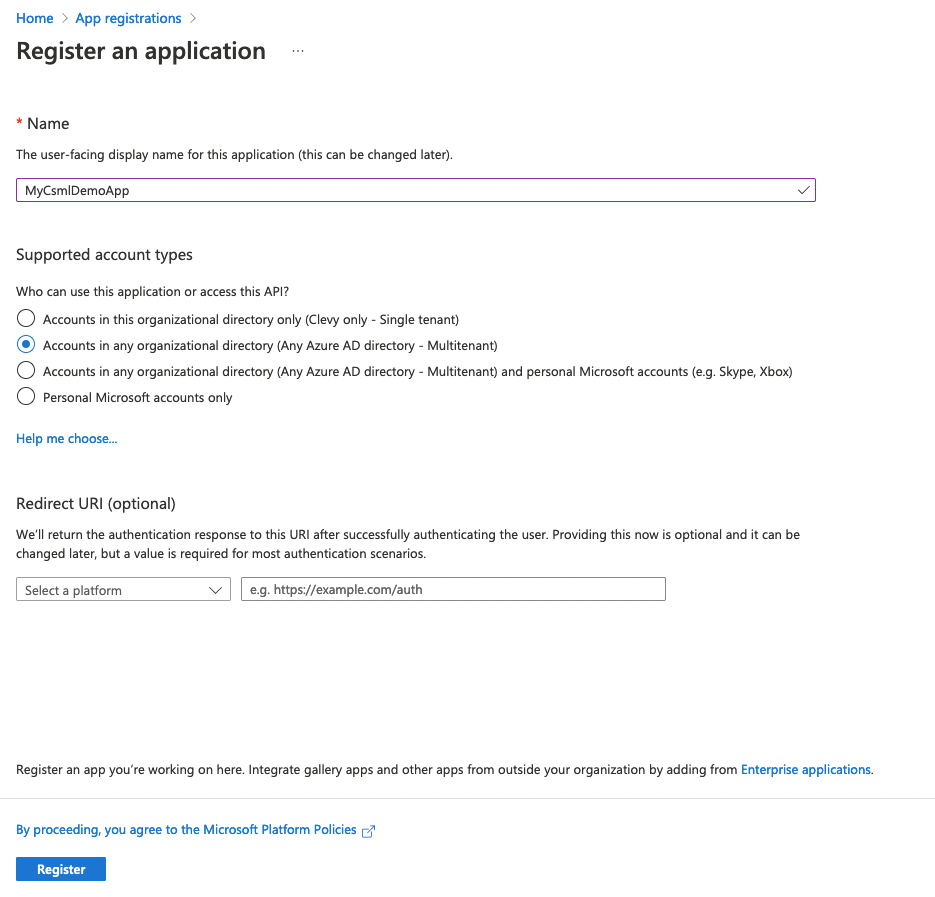 Home > App registrations >
Register an application ...
* Name
The user-facing display name for this application (this can be changed later).
MyCsmlDemoApp
Supported account types
Who can use this application or access this API?
Accounts in this organizational directory only (Clevy only - Single tenant)
Accounts in any organizational directory (Any Azure AD directory - Multitenant)
Accounts in any organizational directory (Any Azure AD directory - Multitenant) and personal Microsoft accounts (e.g. Skype, Xbox)
Personal Microsoft accounts only
Help me choose...
Redirect URI (optional)
We'll return the authentication response to this URI after successfully authenticating the user. Providing this now is optional and it can be
changed later, but a value is required for most authentication scenarios.
Select a platform e.g. https://example.com/auth
Register an app you're working on here. Integrate gallery apps and other apps from outside your organization by adding from Enterprise applications.
By proceeding, you agree to the Microsoft Platform Policies
Register